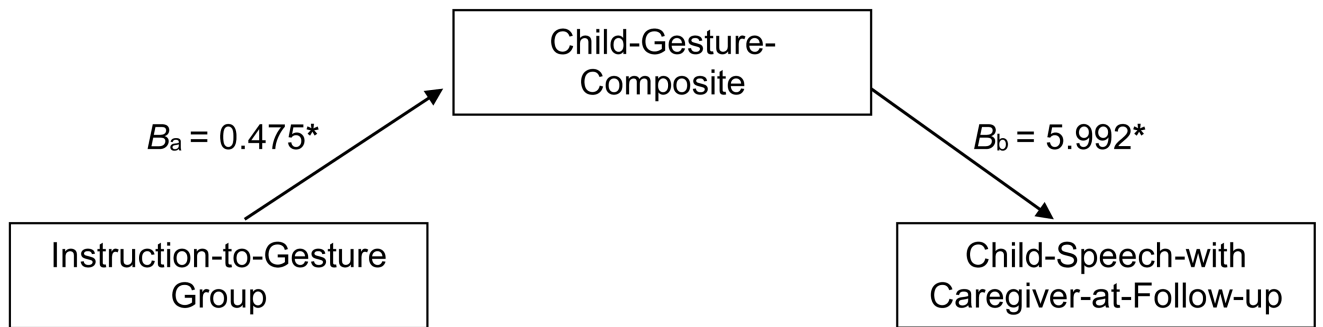 Child-Gesture-
Composite
Ba = 0.475*
Bb = 5.992*
Instruction-to-Gesture
Group
Child-Speech-with
Caregiver-at-Follow-up